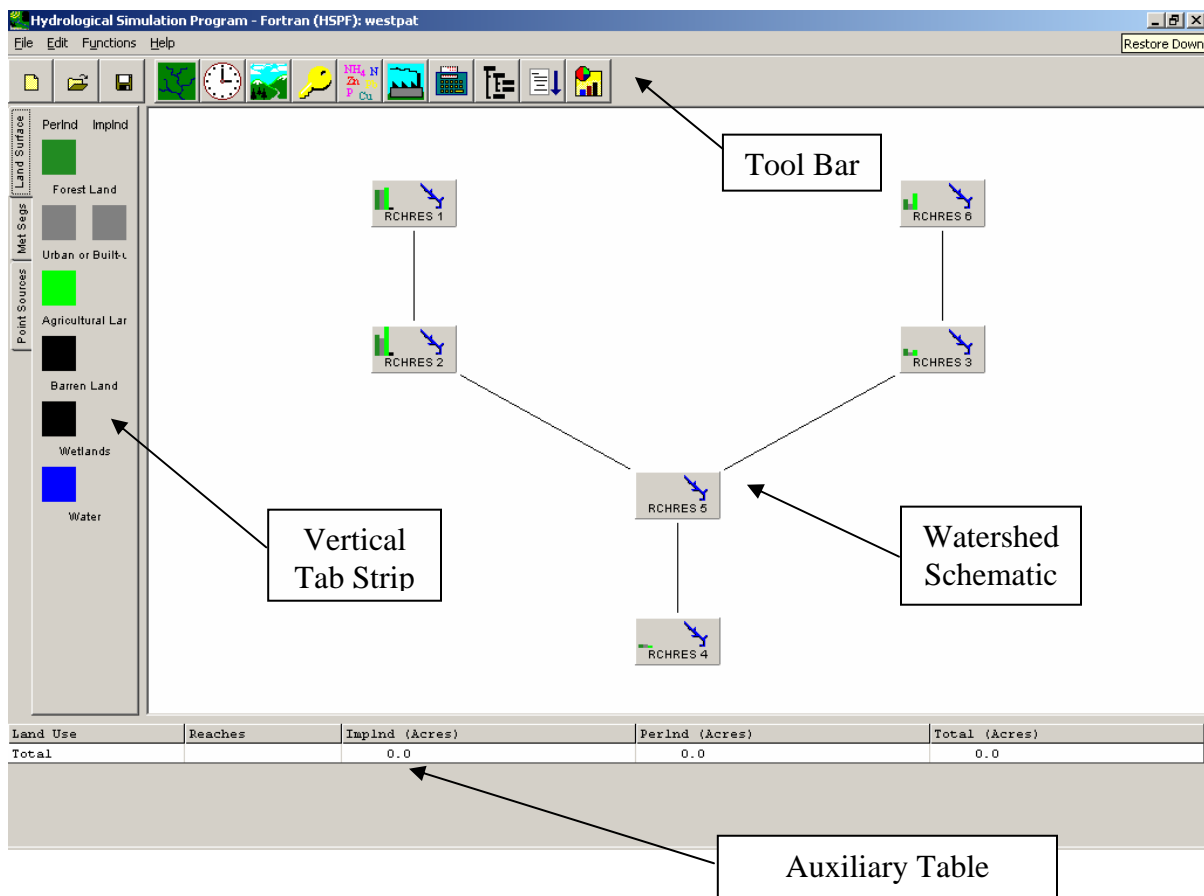 Hydrological Simulation Program - Fortran (HSPF): westpat
File Edit Functions Help
Restore Down
NH4 N
Zn
P Cu
Tool Bar
Land Surface
Met Segs
Point Sources
PerInd ImpInd
Forest Land
Urban or Built-u
Agricultural Lar
Barren Land
Wetlands
Water
RCHRES 1
RCHRES 6
RCHRES 2
RCHRES 3
RCHRES 5
RCHRES 4
Vertical
Tab Strip
Watershed
Schematic
Land Use Reaches ImpInd (Acres) PerInd (Acres) Total (Acres)
Total 0.0 0.0 0.0
Auxiliary Table